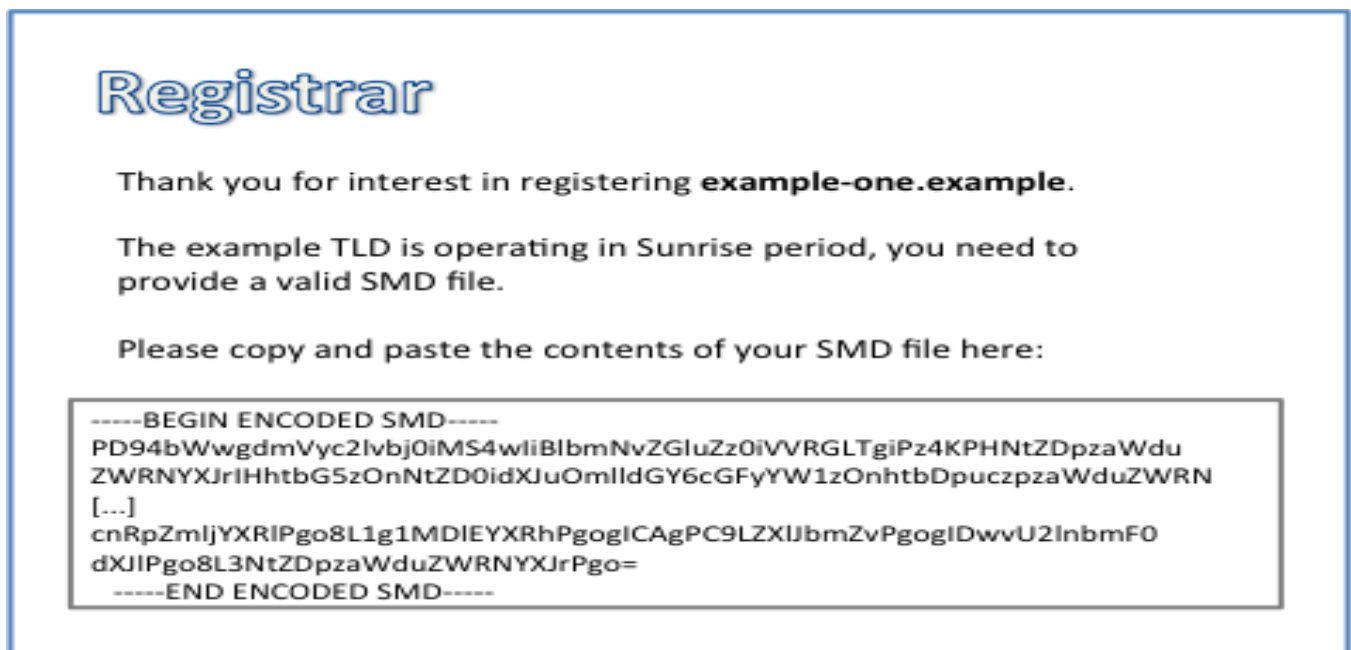 Registrar
Thank you for interest in registering example-one.example.
The example TLD is operating in Sunrise period, you need to
provide a valid SMD file.
Please copy and paste the contents of your SMD file here:
-----BEGIN ENCODED SMD-----
PD94bWwgdmVyc2lvbj0iMS4wIiBlbmNvZGluZz0iVVRGLTgiPz4KPHNtZDpzaWdu
ZWRNYXJrIHhtbG5zOnNtZD0idXJuOmlldGY6cGFyYW1zOnhtbDpuczpzaWduZWRN
[...]
cnRpZmljYXRlPgo8L1g1MDlEYXRhPgogICAgPC9LZXlJbmZvPgogIDwvU2lnbmF0
dXJlPgo8L3NtZDpzaWduZWRNYXJrPgo=
-----END ENCODED SMD-----